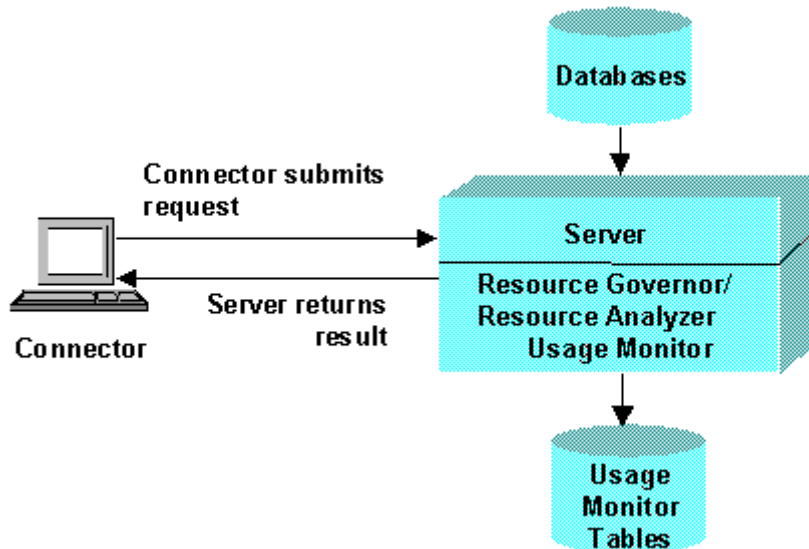 Databases
Connector submits
request
Server
Resource Governor/
Resource Analyzer
Usage Monitor
Server returns
result
Connector
Usage
Monitor
Tables